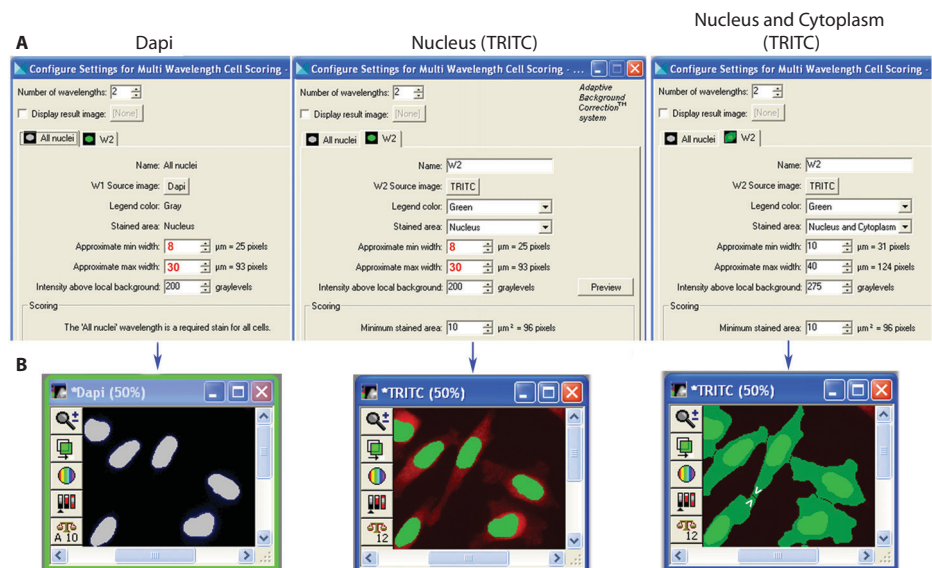 A
Dapi
Nucleus (TRITC)
Nucleus and Cytoplasm
(TRITC)
Configure Settings for Multi Wavelength Cell Scoring -
Number of wavelengths: 2
Display result image: [None]
All nuclei W2
Name: All nuclei
W1 Source image: Dapi
Legend color: Gray
Stained area: Nucleus
Approximate min width: 8 µm = 25 pixels
Approximate max width: 30 µm = 93 pixels
Intensity above local background: 200 graylevels
Scoring
The 'All nuclei' wavelength is a required stain for all cells.
Configure Settings for Multi Wavelength Cell Scoring - ...
Number of wavelengths: 2
Adaptive
Background
Correction™
system
Display result image: [None]
All nuclei W2
Name: W2
W2 Source image: TRITC
Legend color: Green
Stained area: Nucleus
Approximate min width: 8 µm = 25 pixels
Approximate max width: 30 µm = 93 pixels
Intensity above local background: 200 graylevels
Preview
Scoring
Minimum stained area: 10 µm² = 96 pixels
Configure Settings for Multi Wavelength Cell Scoring -
Number of wavelengths: 2
Display result image: [None]
All nuclei W2
Name: W2
W2 Source image: TRITC
Legend color: Green
Stained area: Nucleus and Cytoplasm
Approximate min width: 10 µm = 31 pixels
Approximate max width: 40 µm = 124 pixels
Intensity above local background: 275 graylevels
Scoring
Minimum stained area: 10 µm² = 96 pixels
B
*Dapi (50%)
A 10
*TRITC (50%)
12
*TRITC (50%)
12